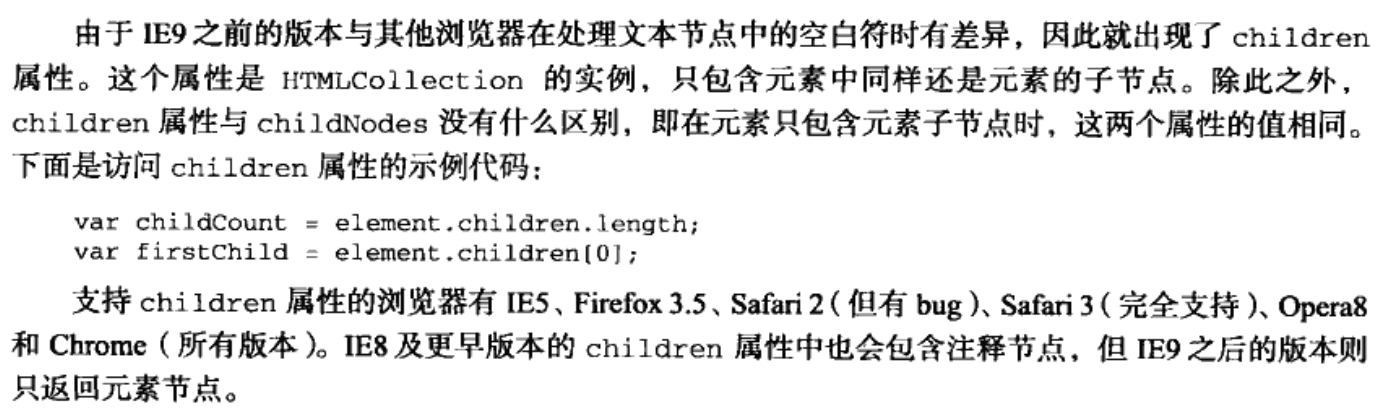 由于 IE9 之前的版本与其他浏览器在处理文本节点中的空白符时有差异，因此就出现了 children
属性。这个属性是 HTMLCollection 的实例，只包含元素中同样还是元素的子节点。除此之外，
children 属性与 childNodes 没有什么区别，即在元素只包含元素子节点时，这两个属性的值相同。
下面是访问 children 属性的示例代码：
var childCount = element.children.length;
var firstChild = element.children[0];
支持 children 属性的浏览器有 IE5、Firefox 3.5、Safari 2（但有 bug）、Safari 3（完全支持）、Opera8
和 Chrome（所有版本）。IE8 及更早版本的 children 属性中也会包含注释节点，但 IE9 之后的版本则
只返回元素节点。